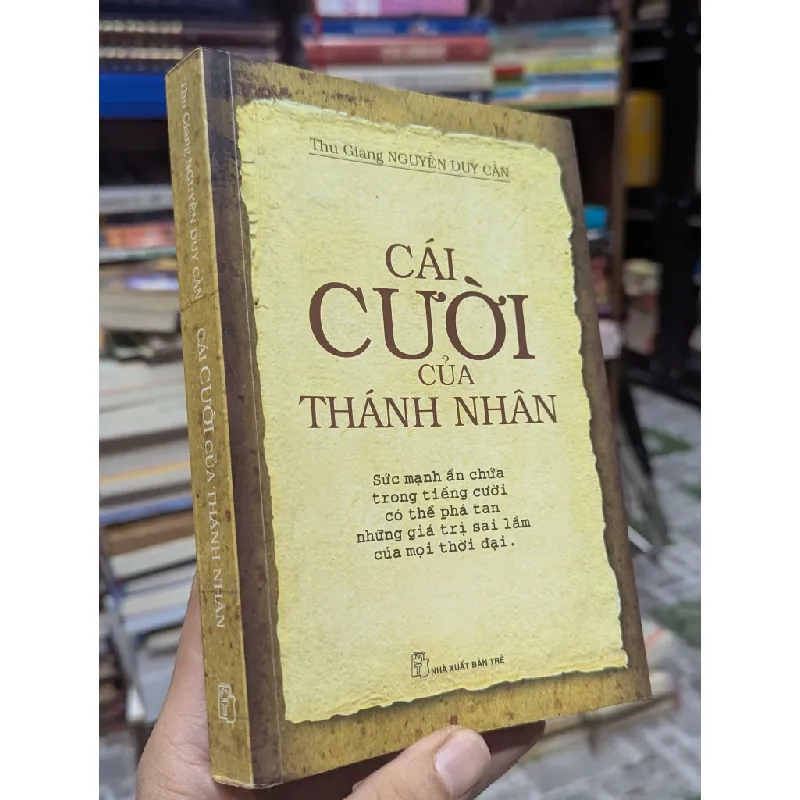 Thu Giang NGUYỄN DUY CẦN
CÁI
CƯỜI
CỦA
THÁNH NHÂN
Sức mạnh ẩn chứa
trong tiếng cười
có thể phá tan
những giá trị sai lầm
của mọi thời đại.
NHÀ XUẤT BẢN TRẺ
Thu Giang NGUYỄN DUY CẦN CÁI CƯỜI CỦA THÁNH NHÂN